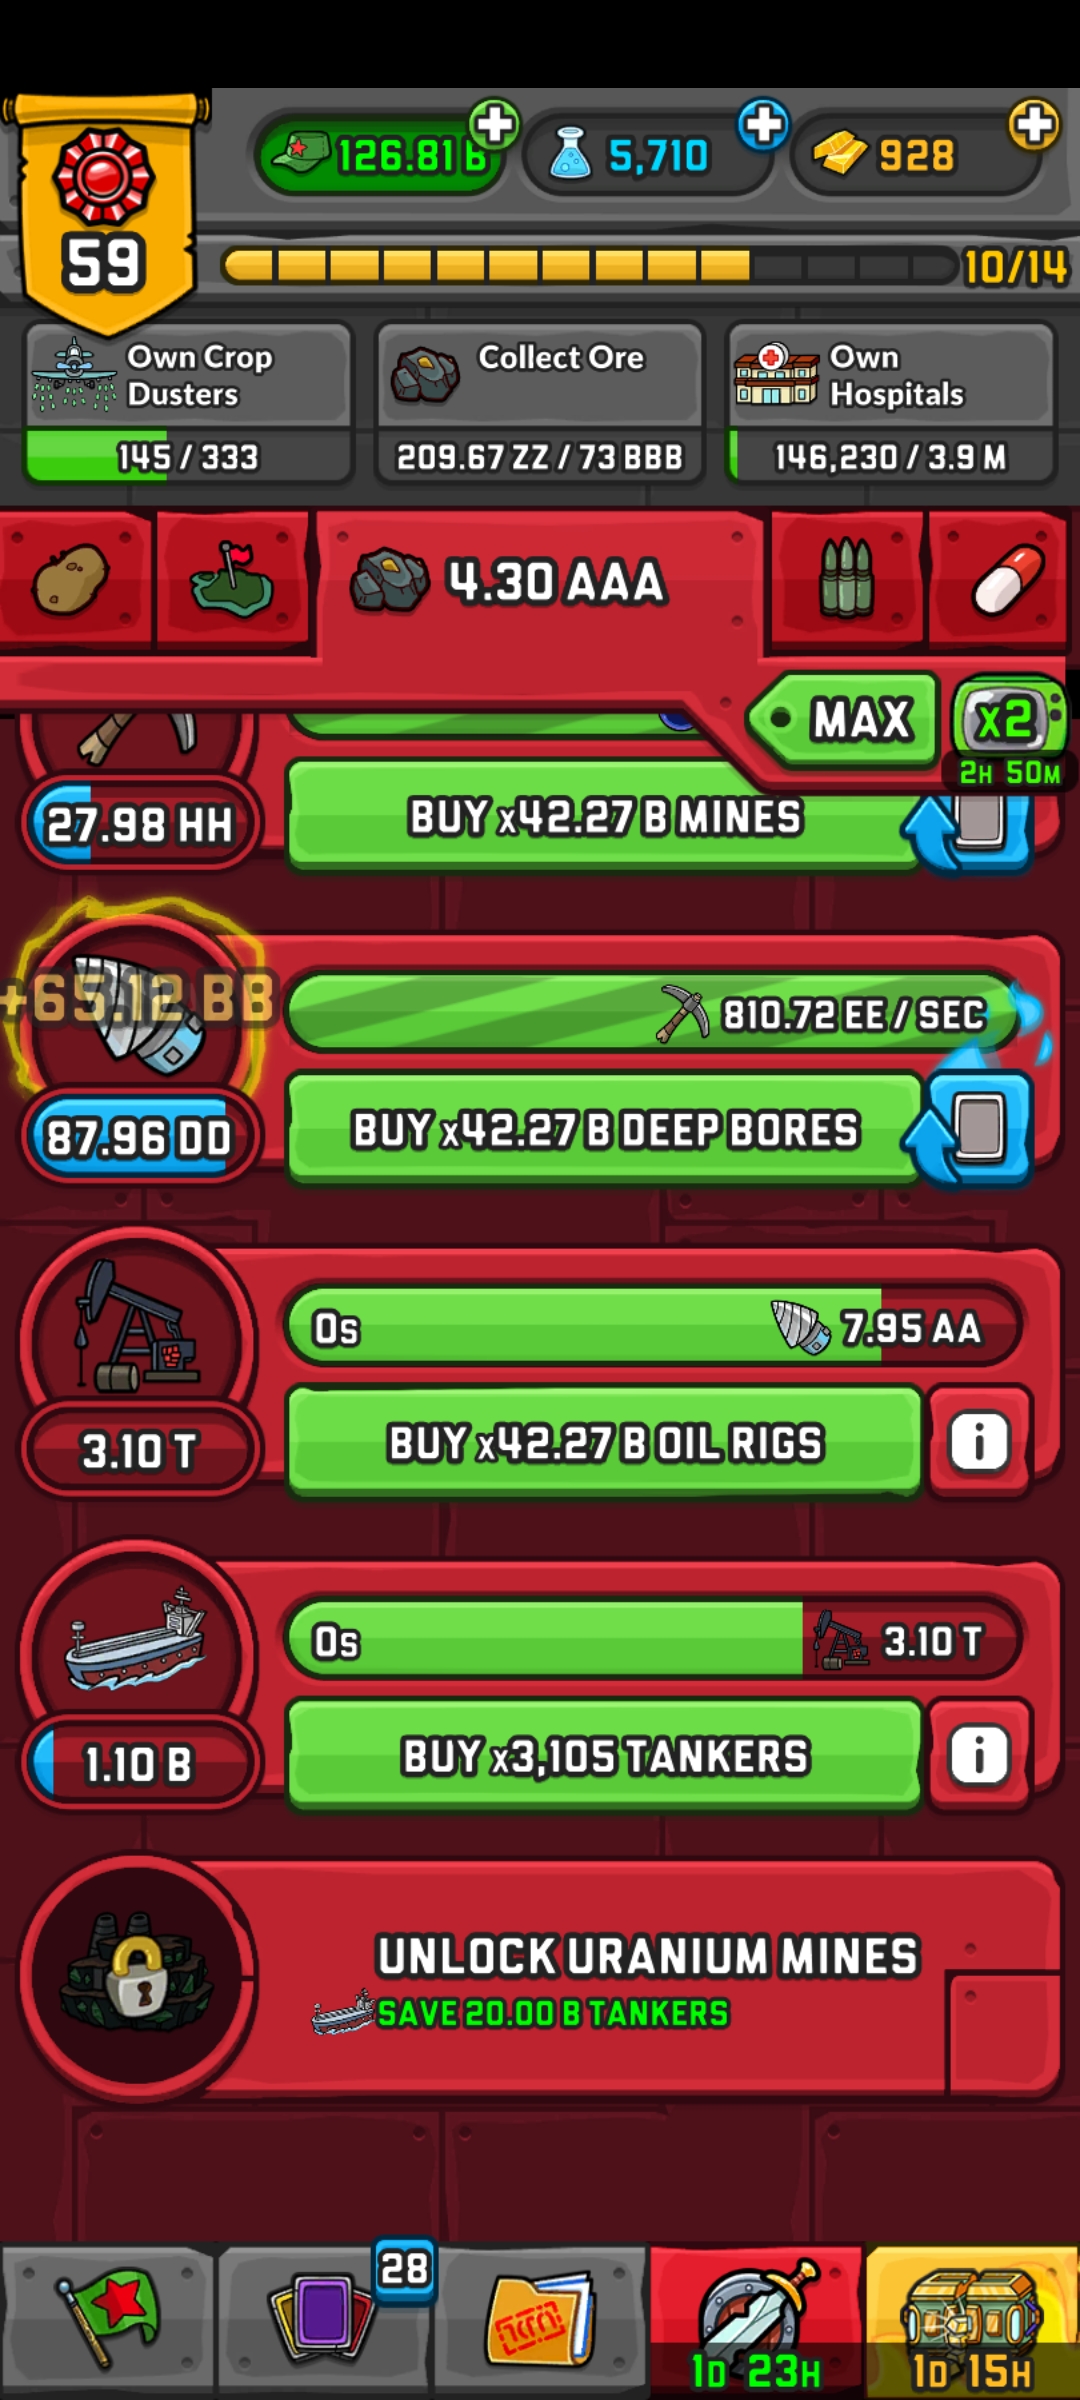 126.81 B
5,710
928
59
10/14
Own Crop
Dusters
145 / 333
Collect Ore
209.67 ZZ / 73 BBB
Own
Hospitals
146,230 / 3.9 M
4.30 AAA
MAX
x2
2H 50M
27.98 HH
BUY x42.27 B MINES
+65.12 BB
810.72 EE / SEC
87.96 DD
BUY x42.27 B DEEP BORES
0s
7.95 AA
3.10 T
BUY x42.27 B OIL RIGS
i
0s
3.10 T
1.10 B
BUY x3,105 TANKERS
i
UNLOCK URANIUM MINES
SAVE 20.00 B TANKERS
28
1D 23H
1D 15H